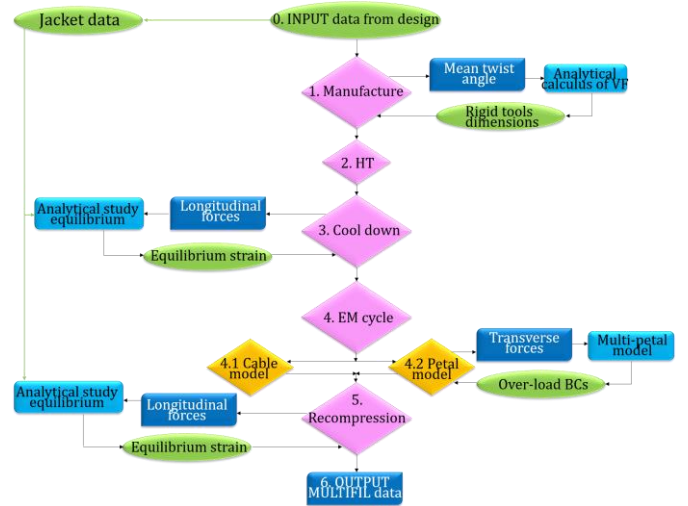 Jacket data
0. INPUT data from design
Mean twist
angle
Analytical
calculus of VF
1. Manufacture
Rigid tools
dimensions
2. HT
Analytical study
equilibrium
Longitudinal
forces
3. Cool down
Equilibrium strain
4. EM cycle
4.1 Cable
model
4.2 Petal
model
Transverse
forces
Multi-petal
model
Over-load BCs
Analytical study
equilibrium
Longitudinal
forces
5.
Recompression
Equilibrium strain
6. OUTPUT
MULTIFIL data